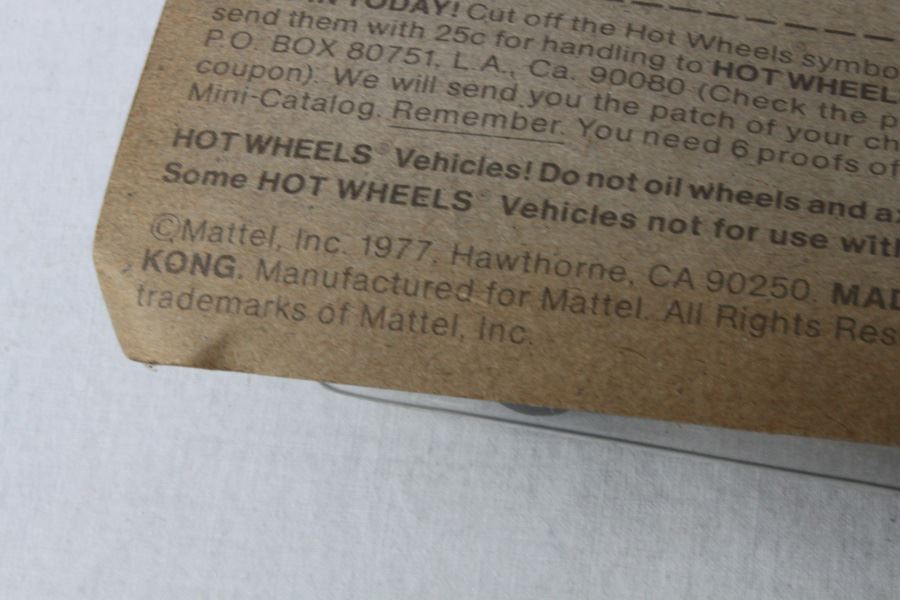 TODAY! Cut off the Hot Wheels symbo
send them with 25c for handling to HOT WHEEL
P.O. BOX 80751, L.A., Ca. 90080 (Check the p
coupon). We will send you the patch of your ch
Mini-Catalog. Remember. You need 6 proofs of
HOT WHEELS® Vehicles! Do not oil wheels and ax
Some HOT WHEELS® Vehicles not for use with
©Mattel, Inc. 1977, Hawthorne, CA 90250. MAD
KONG. Manufactured for Mattel. All Rights Res
trademarks of Mattel, Inc.